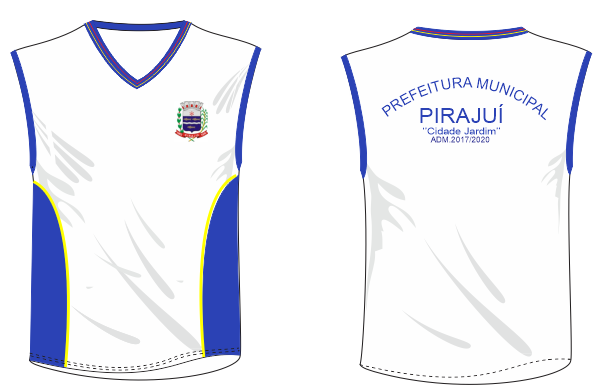 PREFEITURA MUNICIPAL
PIRAJUÍ
"Cidade Jardim"
ADM.2017/2020